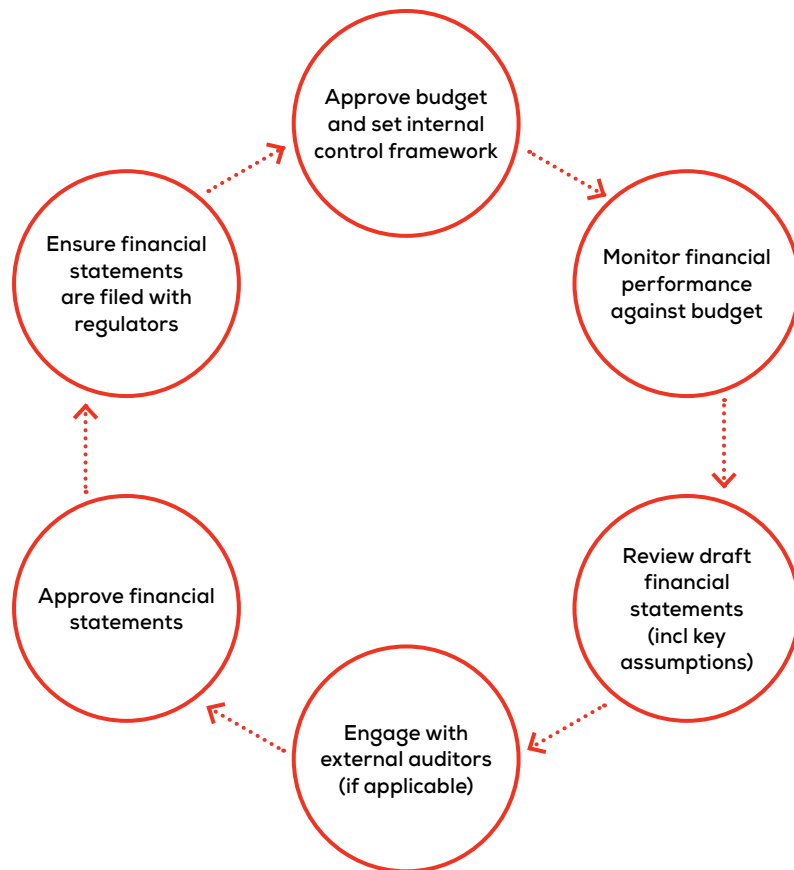 Approve budget
and set internal
control framework
Monitor financial
performance
against budget
Review draft
financial
statements
(incl key
assumptions)
Engage with
external auditors
(if applicable)
Approve financial
statements
Ensure financial
statements
are filed with
regulators